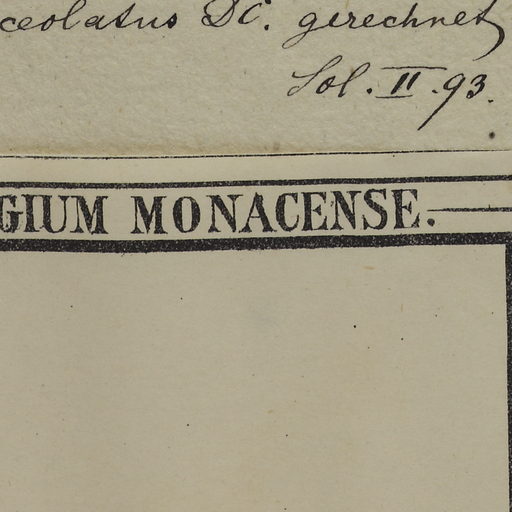 ceolatus DC. gerechnet
Sol. II. 93.
GIUM MONACENSE.